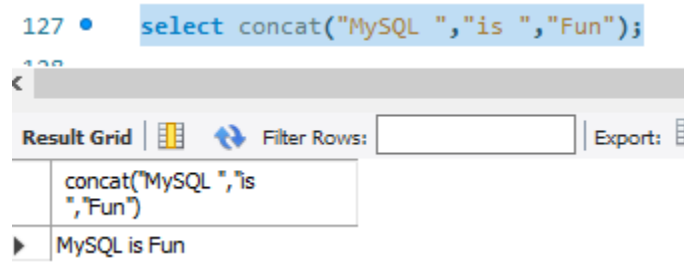 127 select concat("MySQL ","is ","Fun");
Result Grid Filter Rows: Export:
concat("MySQL ","is
","Fun")
MySQL is Fun